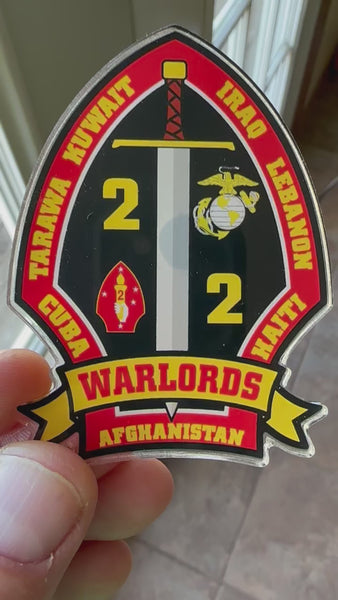 TARAWA KUWAIT
IRAQ LEBANON
2
2
2
CUBA
HAITI
WARLORDS
AFGHANISTAN